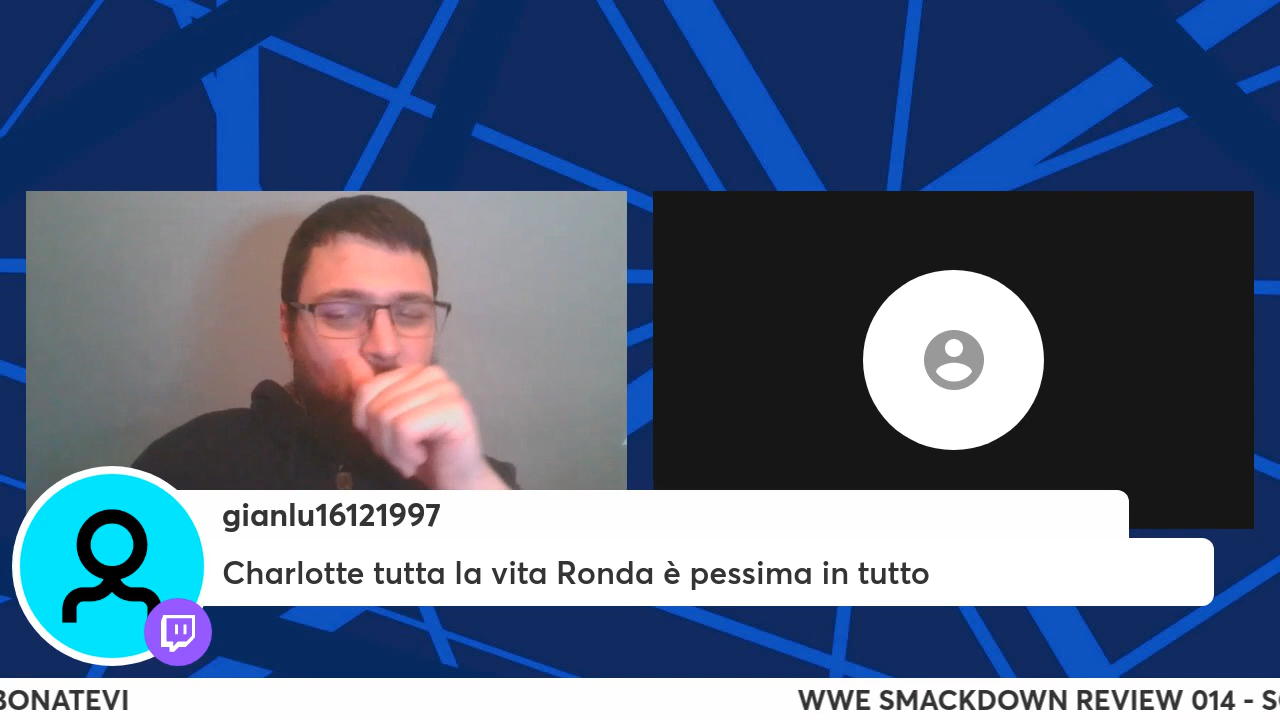 gianlu16121997
Charlotte tutta la vita Ronda è pessima in tutto
BONATEVI
WWE SMACKDOWN REVIEW 014 - S